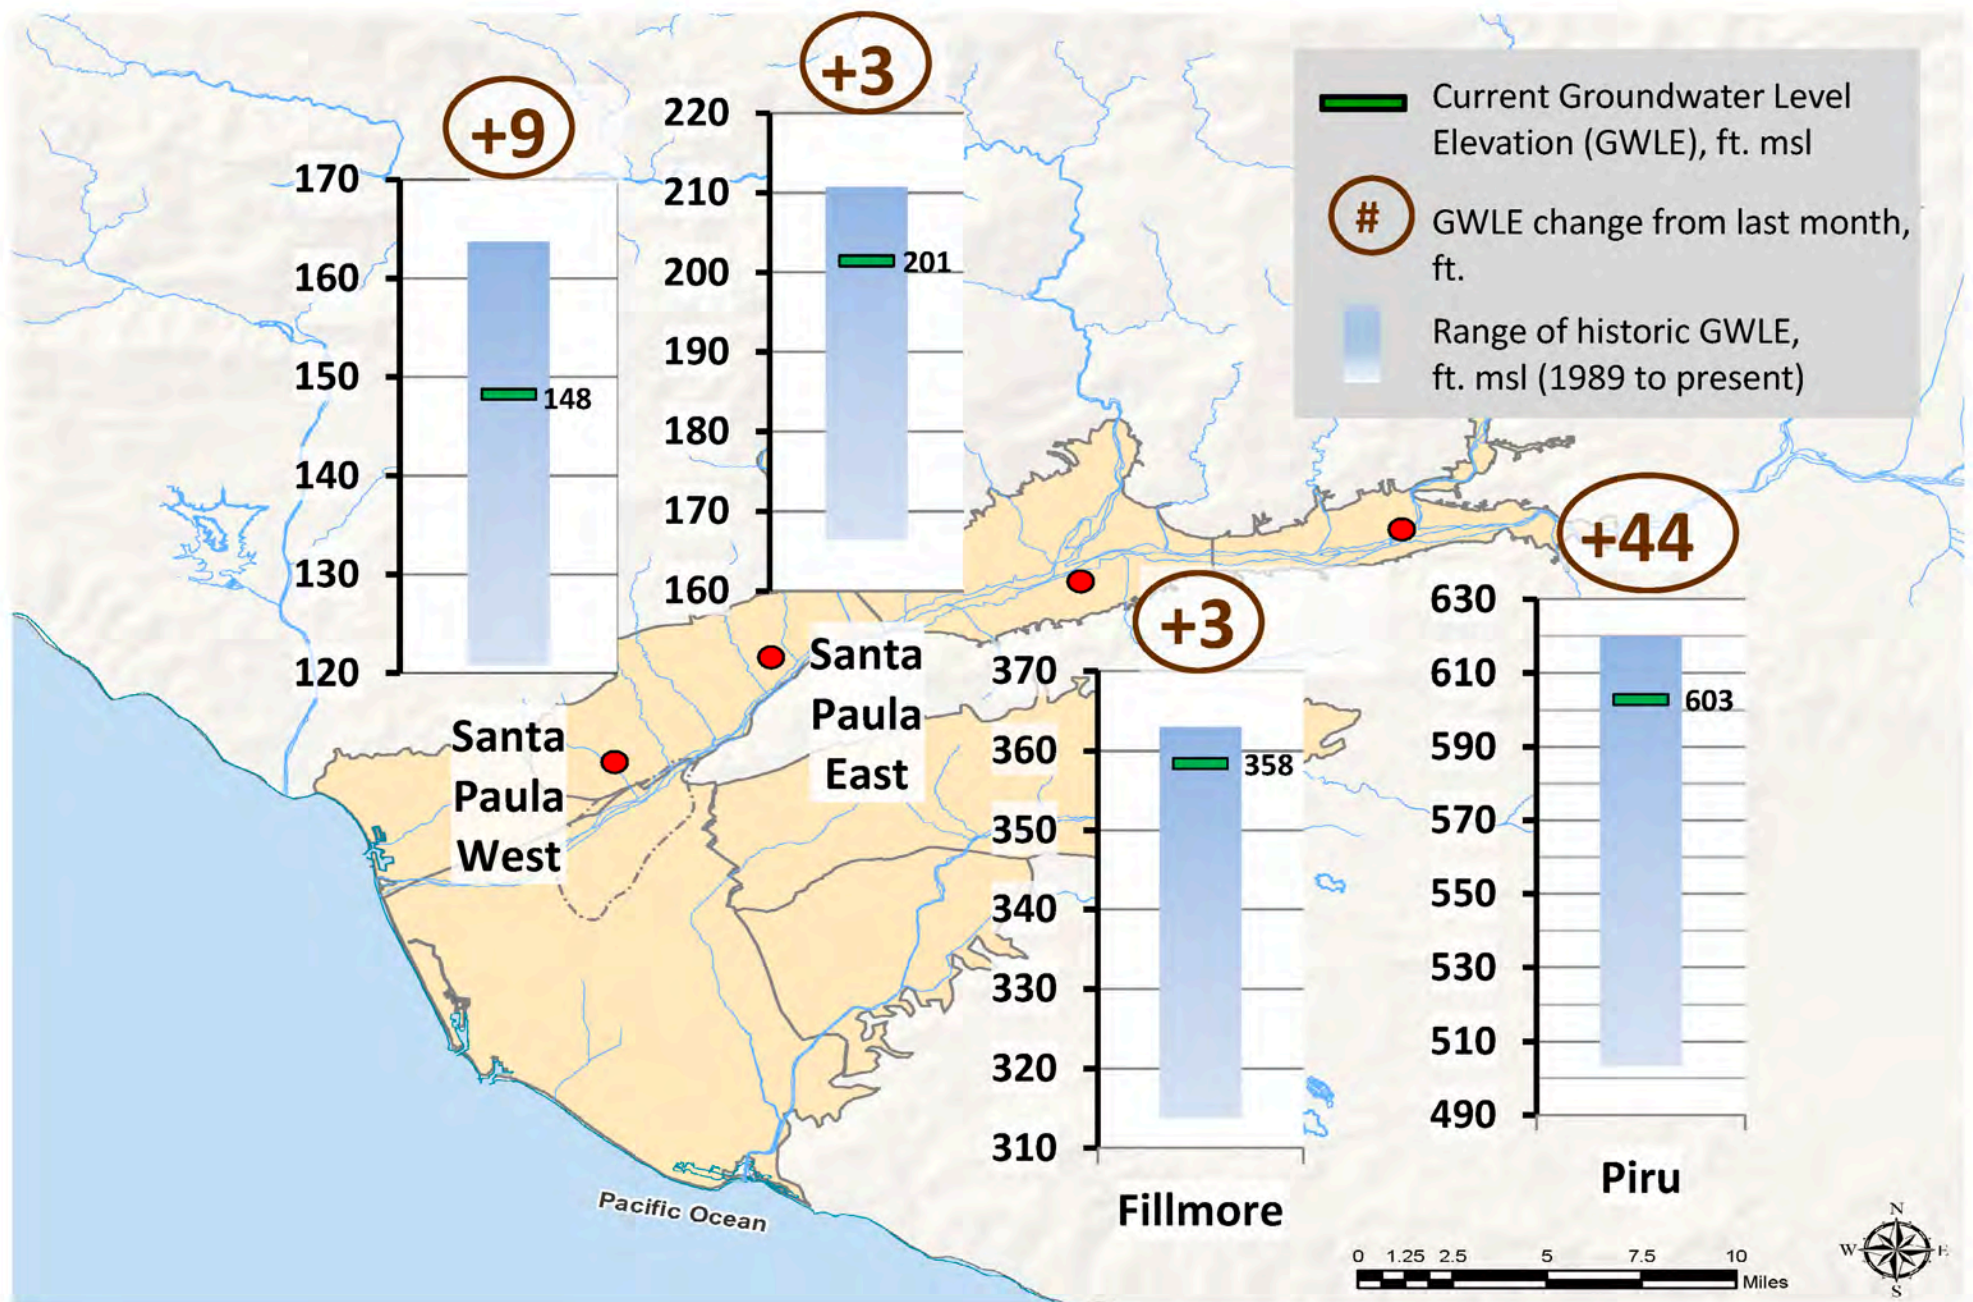 +9
170
160
150
140
130
120
148
Santa
Paula
West
+3
220
210
200
190
180
170
160
201
Santa
Paula
East
Current Groundwater Level
Elevation (GWLE), ft. msl
#
GWLE change from last month,
ft.
Range of historic GWLE,
ft. msl (1989 to present)
+3
370
360
350
340
330
320
310
358
Fillmore
+44
630
610
590
570
550
530
510
490
603
Piru
Pacific Ocean
0 1.25 2.5 5 7.5 10
Miles
N
W E
S